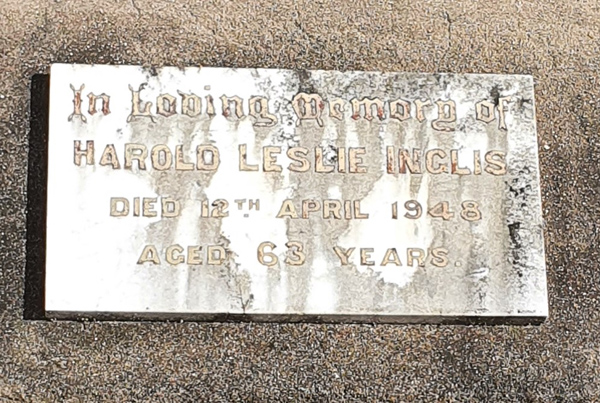 In Loving Memory of
HAROLD LESLIE INGLIS
DIED 12TH APRIL 1948
AGED 63 YEARS.